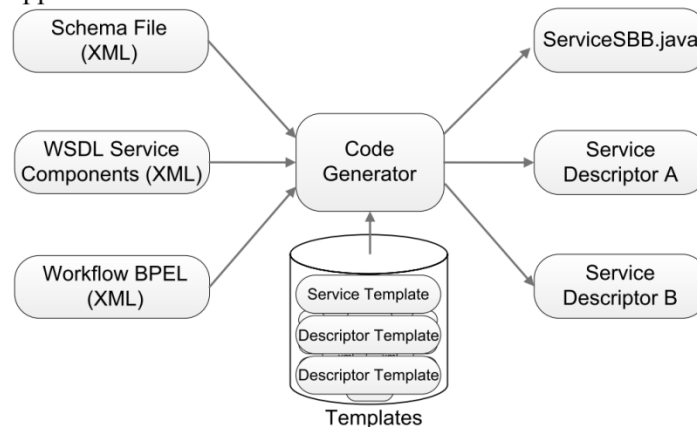 Schema File
(XML)
WSDL Service
Components (XML)
Workflow BPEL
(XML)
Code
Generator
Service Template
Descriptor Template
Descriptor Template
Templates
ServiceSBB.java
Service
Descriptor A
Service
Descriptor B